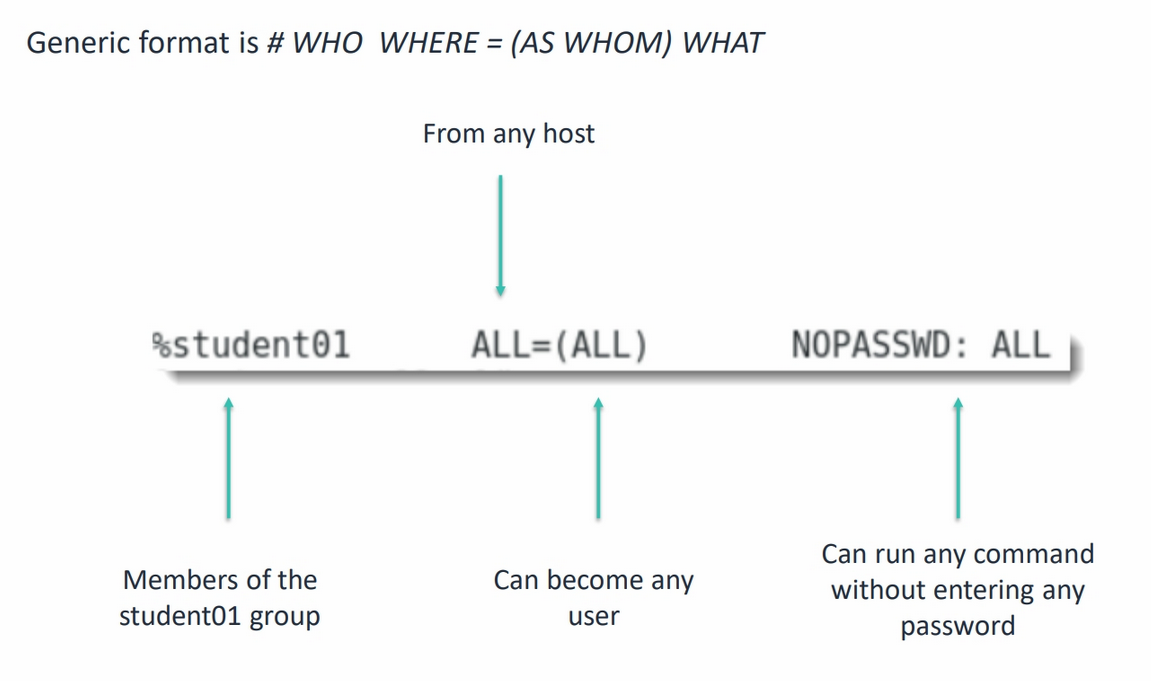 Generic format is # WHO  WHERE = (AS WHOM) WHAT
From any host
%student01 ALL=(ALL) NOPASSWD: ALL
Members of the
student01 group
Can become any
user
Can run any command
without entering any
password